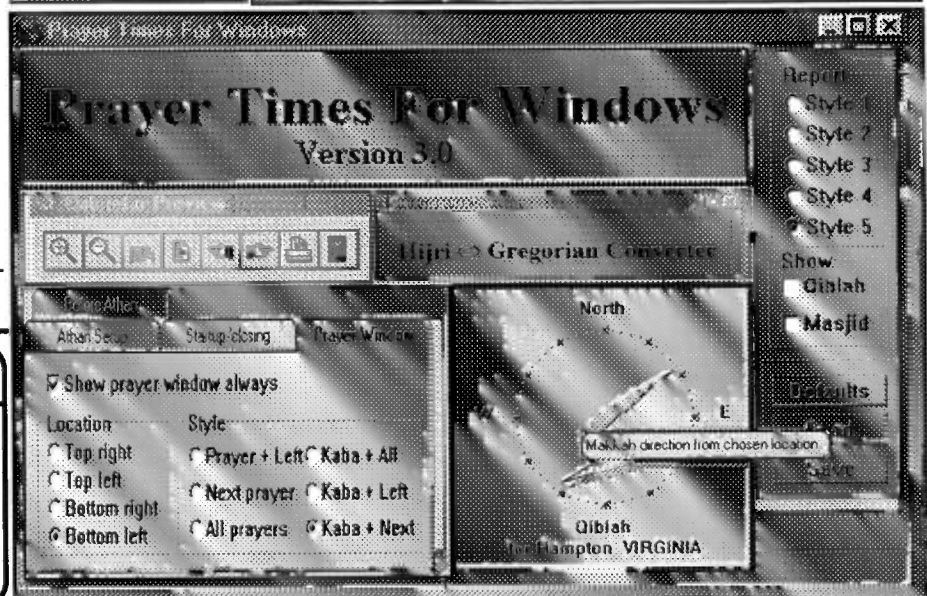 Prayer Times For Windows
Prayer Times For Windows
Version 3.0
Hijri <> Gregorian Converter
Athan Setup
Startup/closing
Prayer Window
Show prayer window always
Location
Top right
Top left
Bottom right
Bottom left
Style
Prayer + Left
Kaba + All
Next prayer
Kaba + Left
All prayers
Kaba + Next
North
E
Makkah direction from chosen location
Qiblah
for Hampton VIRGINIA
Report
Style 1
Style 2
Style 3
Style 4
Style 5
Show:
Qiblah
Masjid
Defaults
Save